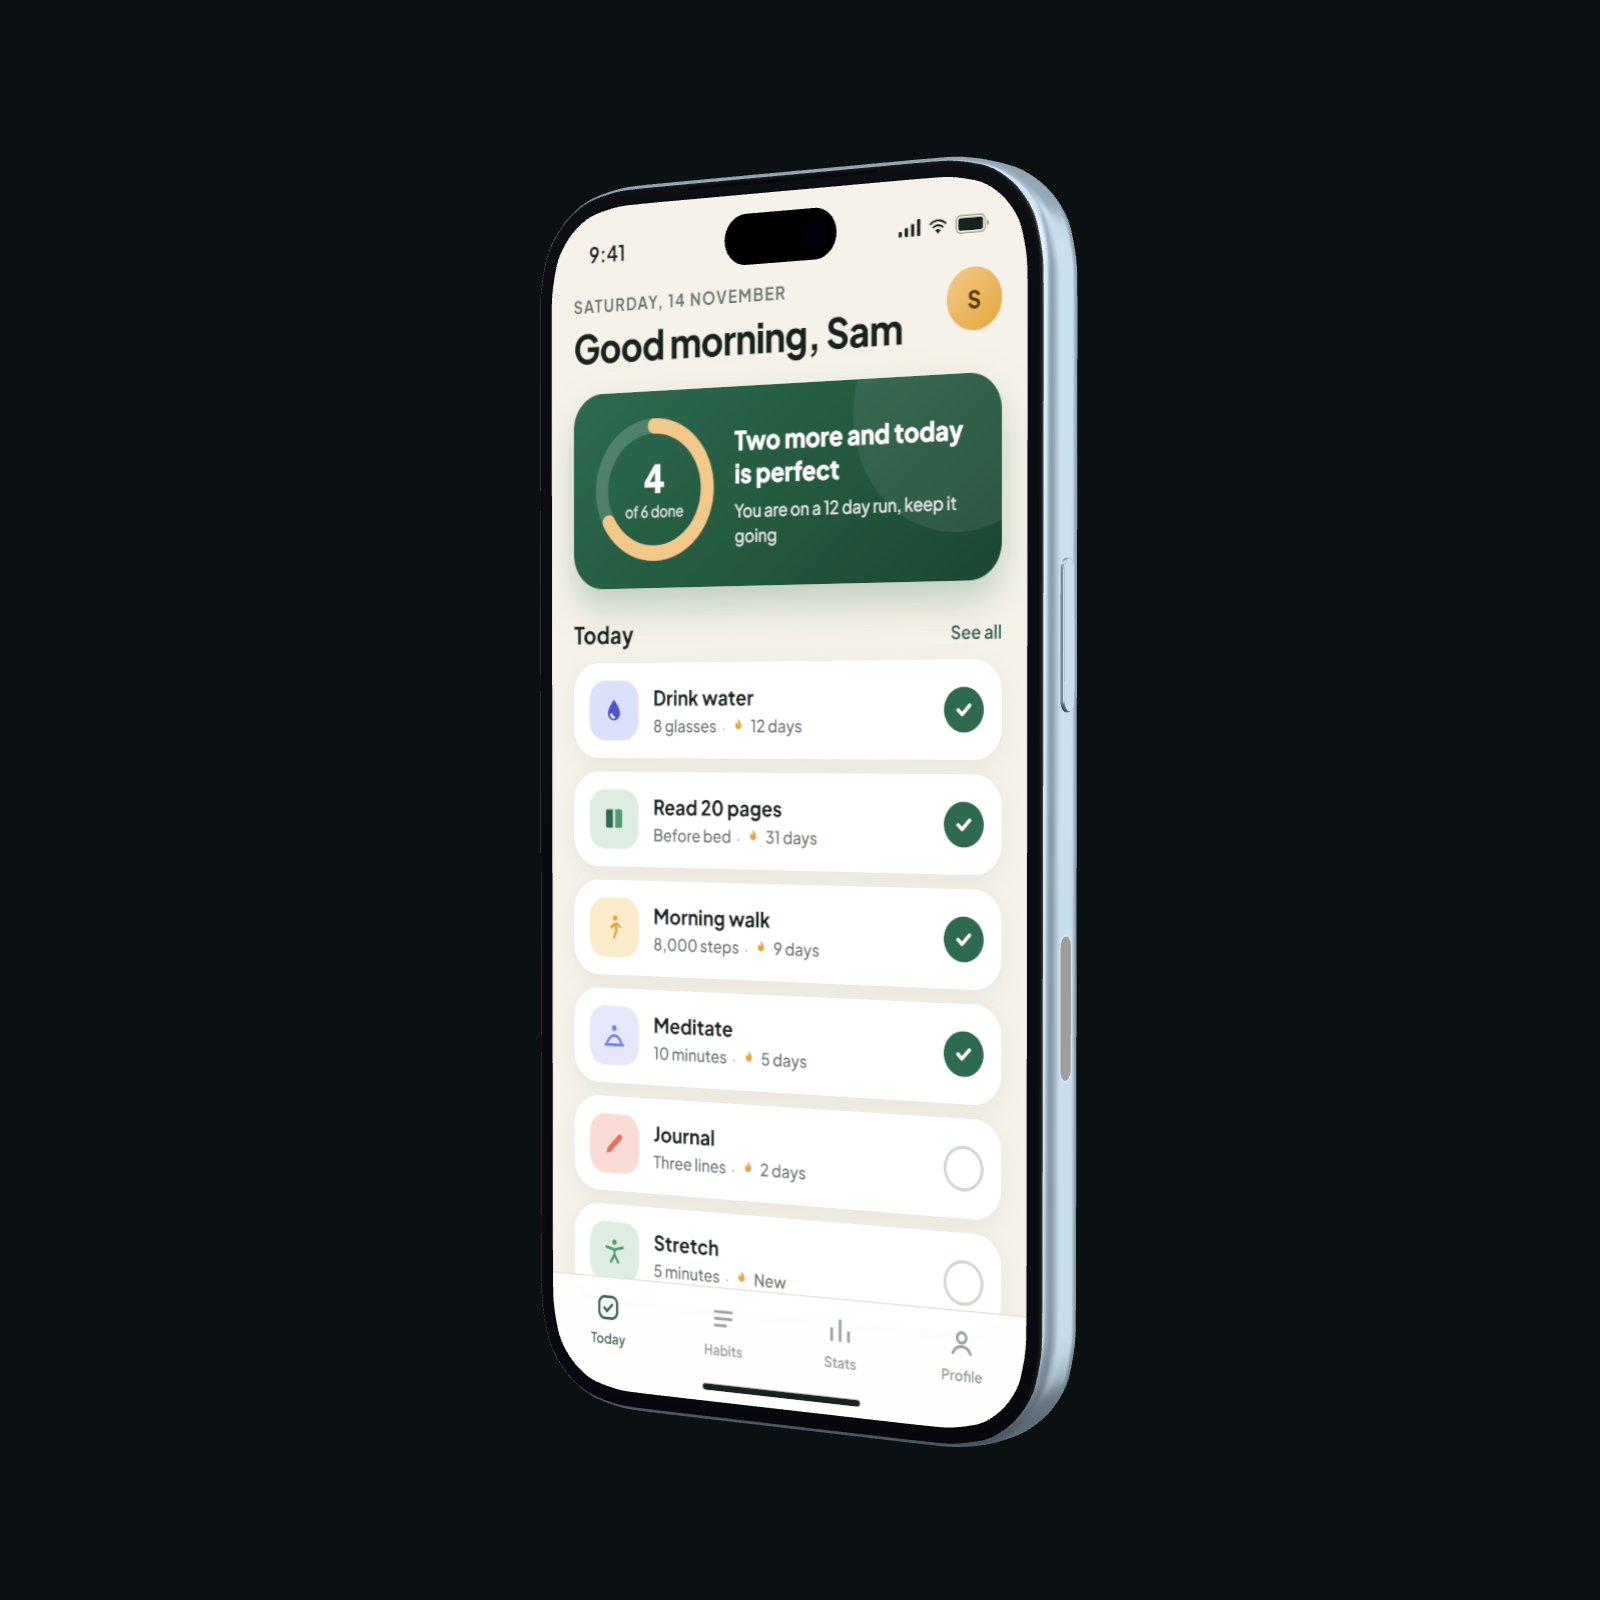 9:41
SATURDAY, 14 NOVEMBER
S
Good morning, Sam
4
of 6 done
Two more and today
is perfect
You are on a 12 day run, keep it
going
Today
See all
Drink water
8 glasses · 12 days
Read 20 pages
Before bed · 31 days
Morning walk
8,000 steps · 9 days
Meditate
10 minutes · 5 days
Journal
Three lines · 2 days
Stretch
5 minutes · New
Today
Habits
Stats
Profile